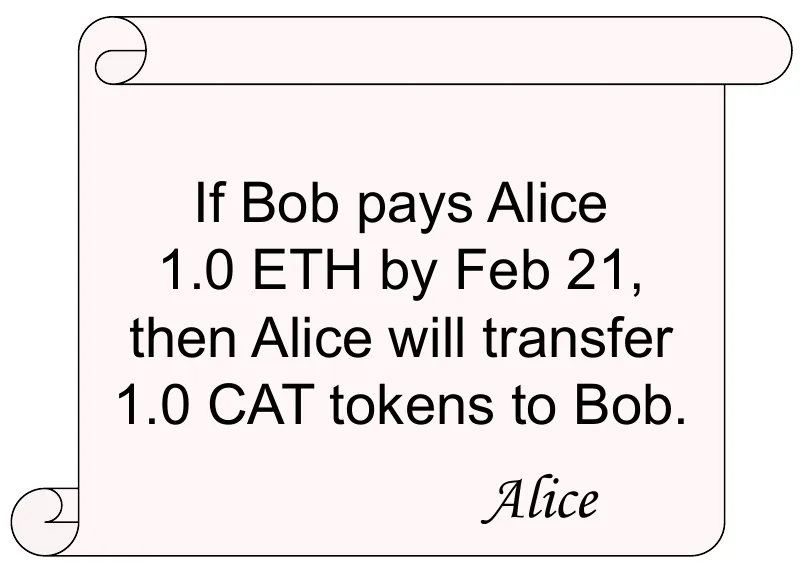 If Bob pays Alice
1.0 ETH by Feb 21,
then Alice will transfer
1.0 CAT tokens to Bob.
Alice